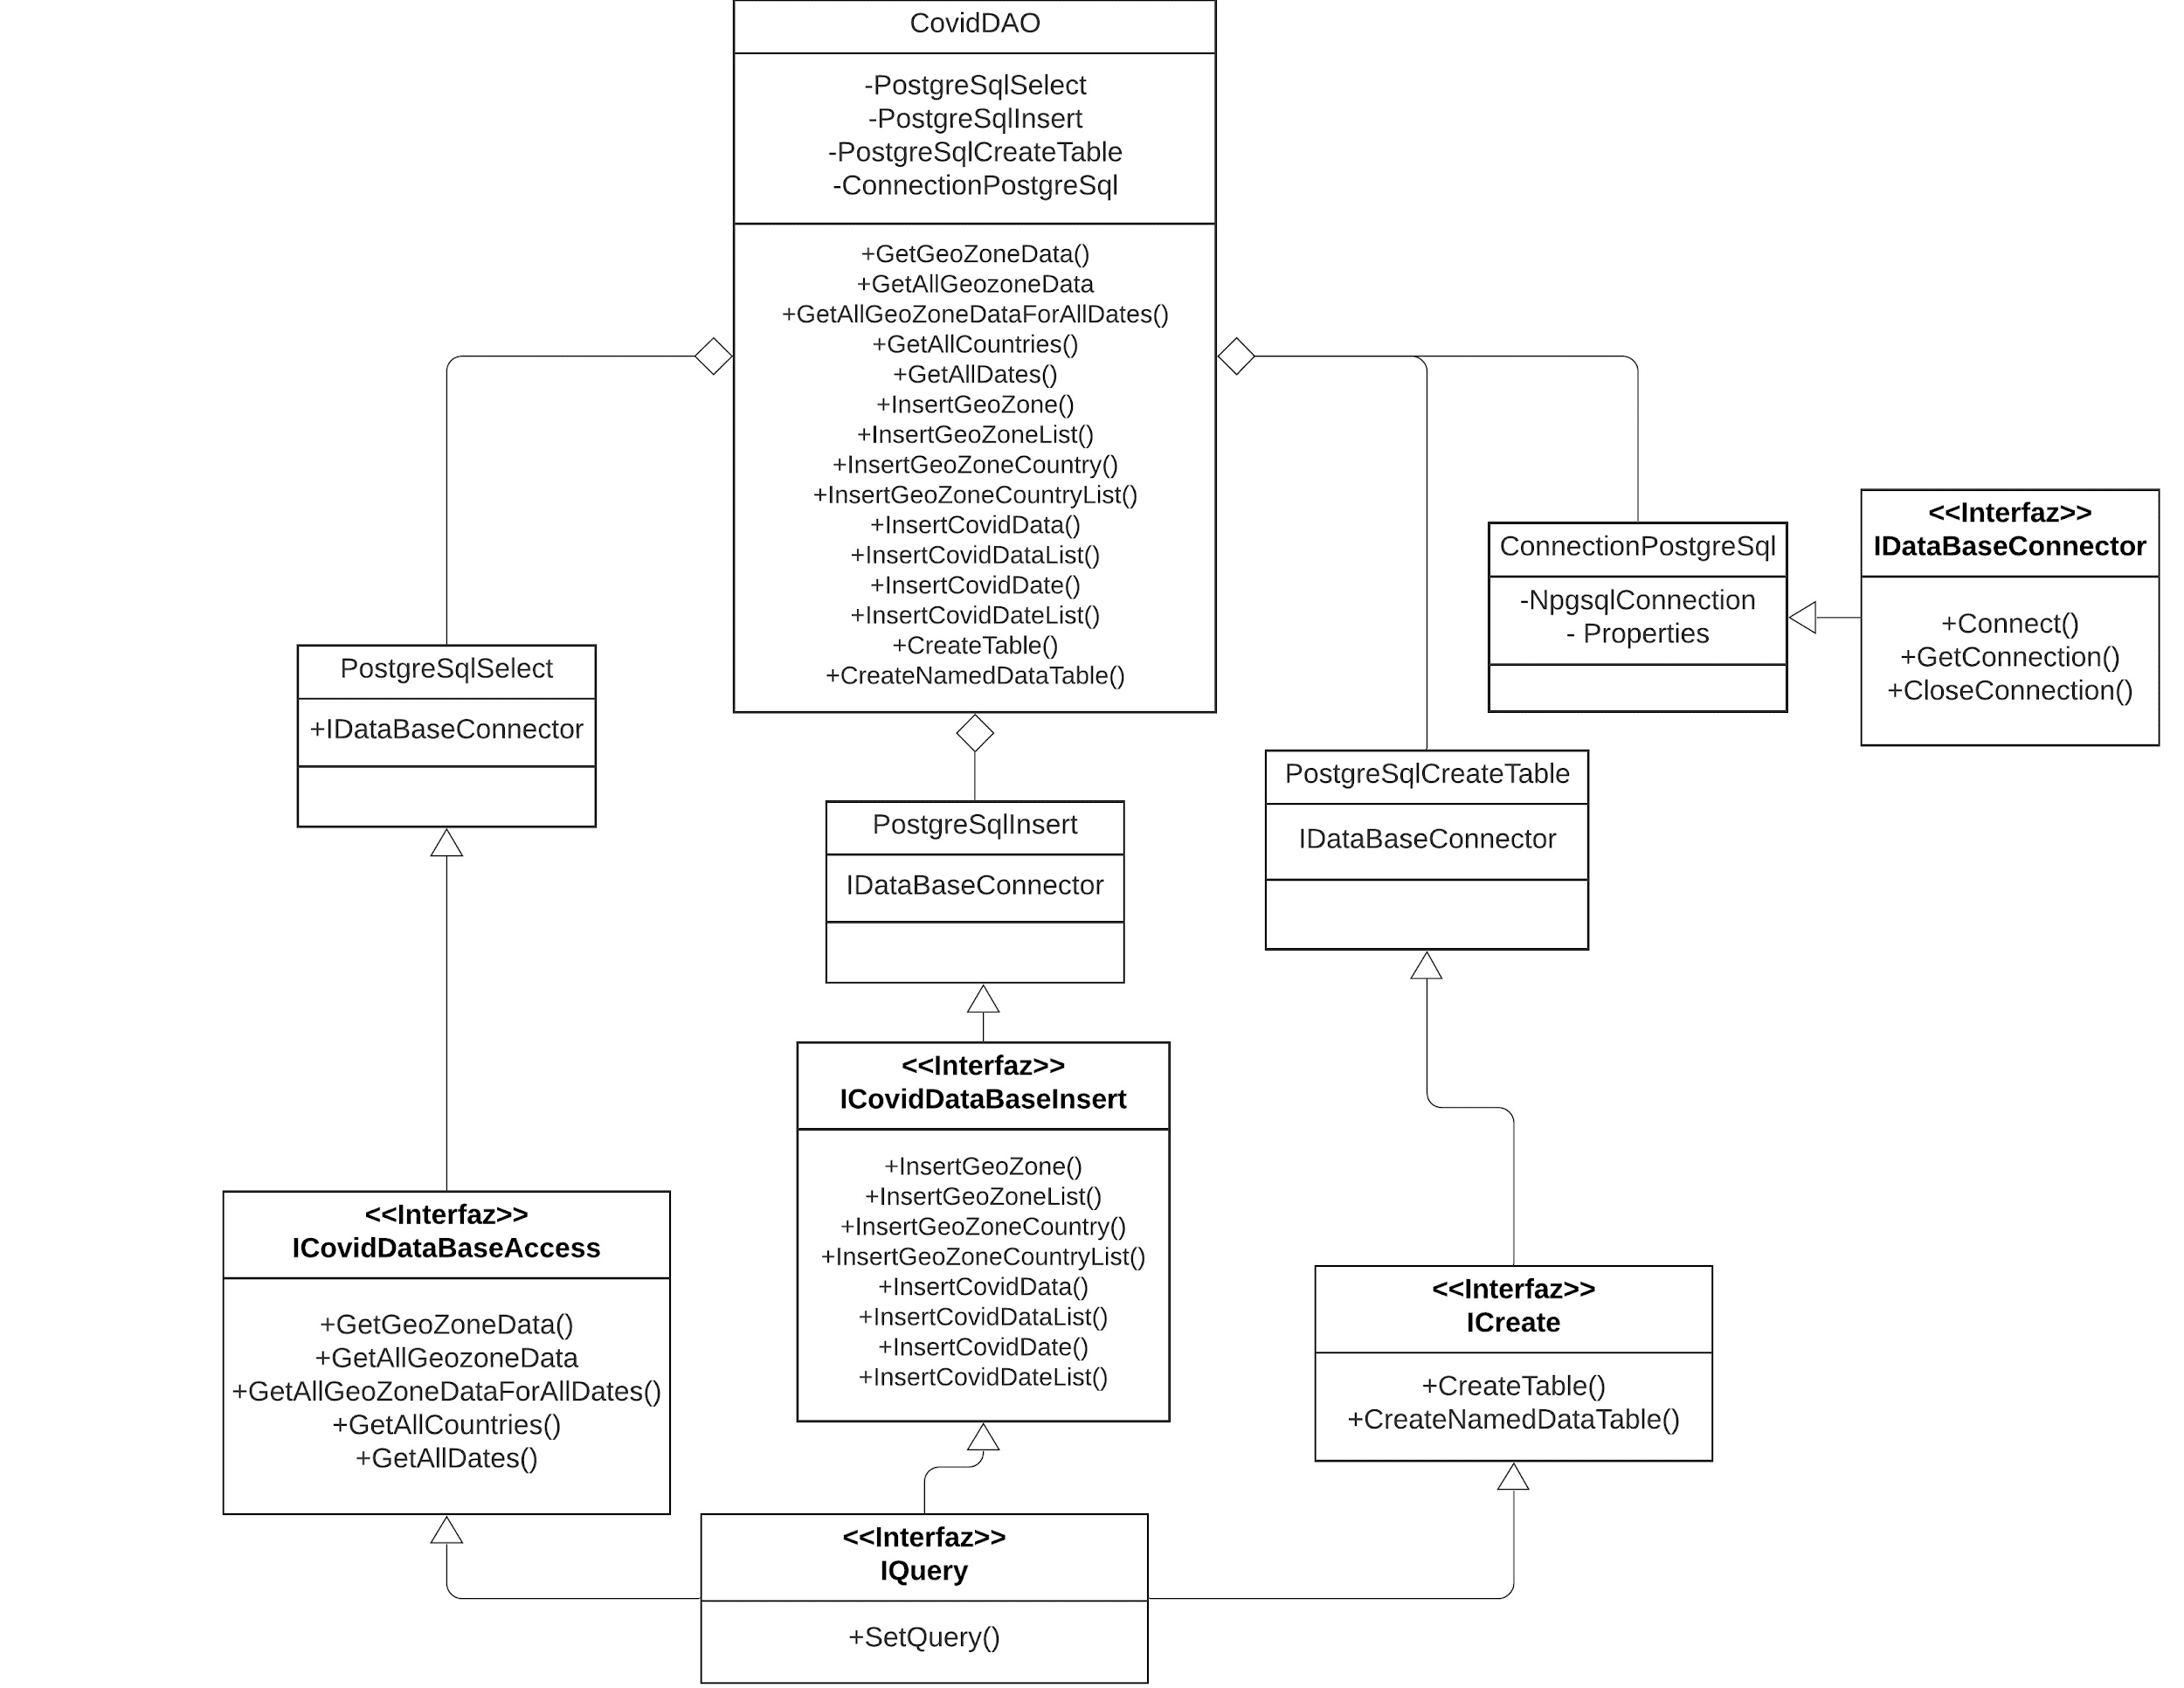 CovidDAO
-PostgreSqlSelect
-PostgreSqlInsert
-PostgreSqlCreateTable
-ConnectionPostgreSql
+GetGeoZoneData()
+GetAllGeozoneData
+GetAllGeoZoneDataForAllDates()
+GetAllCountries()
+GetAllDates()
+InsertGeoZone()
+InsertGeoZoneList()
+InsertGeoZoneCountry()
+InsertGeoZoneCountryList()
+InsertCovidData()
+InsertCovidDataList()
+InsertCovidDate()
+InsertCovidDateList()
+CreateTable()
+CreateNamedDataTable()
<<Interfaz>>
IDataBaseConnector
+Connect()
+GetConnection()
+CloseConnection()
ConnectionPostgreSql
-NpgsqlConnection
- Properties
PostgreSqlSelect
+IDataBaseConnector
PostgreSqlInsert
IDataBaseConnector
PostgreSqlCreateTable
IDataBaseConnector
<<Interfaz>>
ICovidDataBaseInsert
+InsertGeoZone()
+InsertGeoZoneList()
+InsertGeoZoneCountry()
+InsertGeoZoneCountryList()
+InsertCovidData()
+InsertCovidDataList()
+InsertCovidDate()
+InsertCovidDateList()
<<Interfaz>>
ICovidDataBaseAccess
+GetGeoZoneData()
+GetAllGeozoneData
+GetAllGeoZoneDataForAllDates()
+GetAllCountries()
+GetAllDates()
<<Interfaz>>
ICreate
+CreateTable()
+CreateNamedDataTable()
<<Interfaz>>
IQuery
+SetQuery()